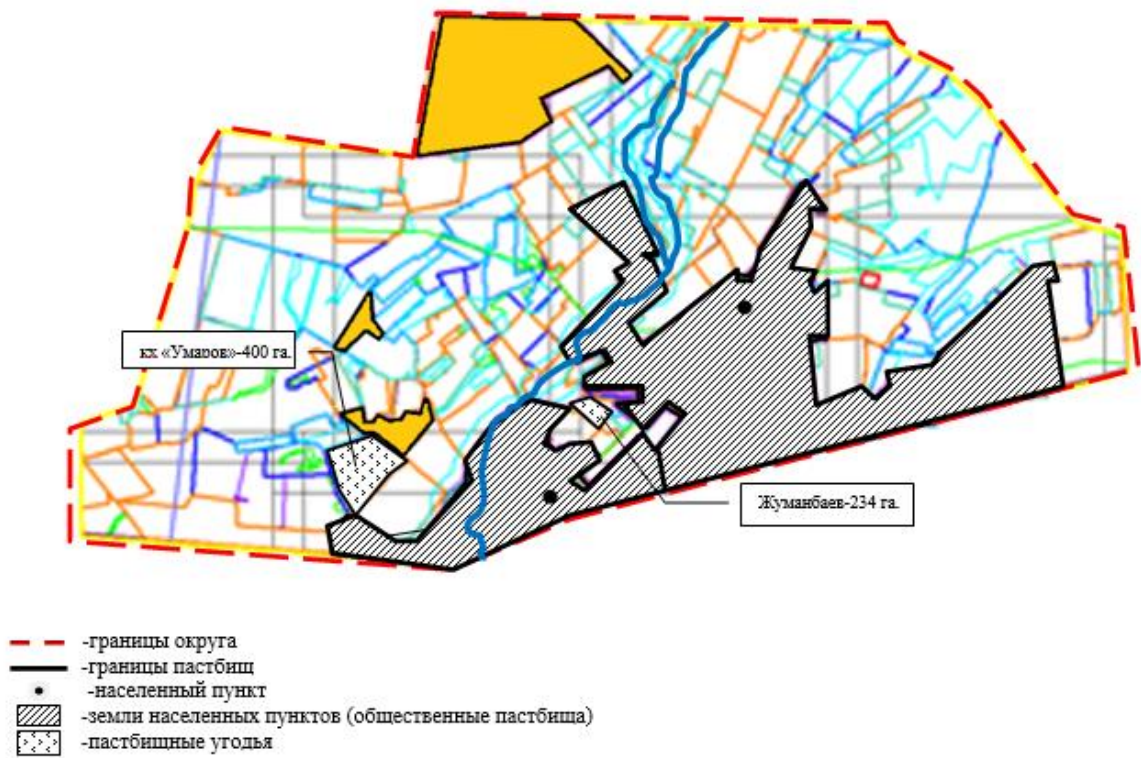 кх «Умаров»-400 га.
Жуманбаев-234 га.
-границы округа
-границы пастбищ
-населенный пункт
-земли населенных пунктов (общественные пастбища)
-пастбищные угодья